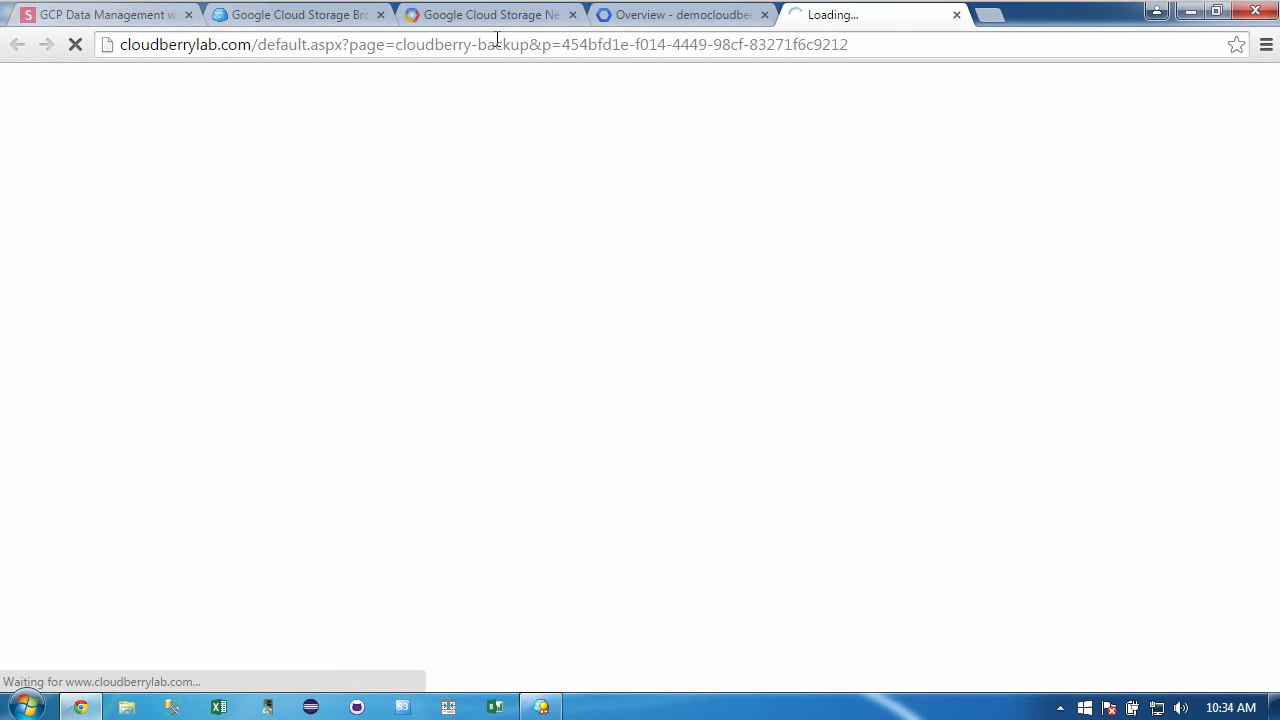 GCP Data Management w
Google Cloud Storage Bro
Google Cloud Storage Ne
Overview - democloudber
Loading...
cloudberrylab.com/default.aspx?page=cloudberry-backup&p=454bfd1e-f014-4449-98cf-83271f6c9212
Waiting for www.cloudberrylab.com...
10:34 AM